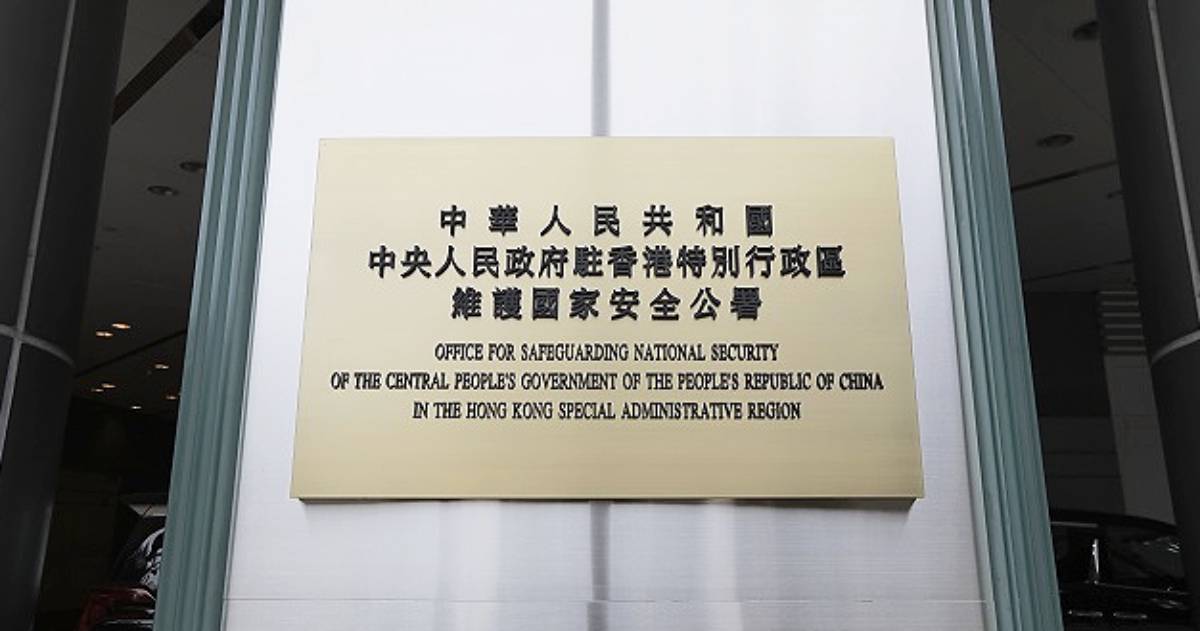 中華人民共和國
中央人民政府駐香港特別行政區
維護國家安全公署
OFFICE FOR SAFEGUARDING NATIONAL SECURITY
OF THE CENTRAL PEOPLE'S GOVERNMENT OF THE PEOPLE'S REPUBLIC OF CHINA
IN THE HONG KONG SPECIAL ADMINISTRATIVE REGION